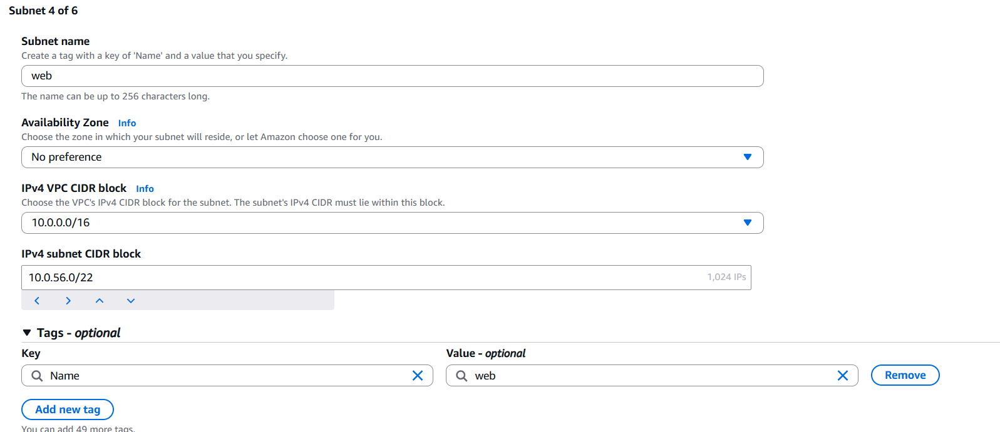 Subnet 4 of 6
Subnet name
Create a tag with a key of 'Name' and a value that you specify.
web
The name can be up to 256 characters long.
Availability Zone Info
Choose the zone in which your subnet will reside, or let Amazon choose one for you.
No preference
IPv4 VPC CIDR block Info
Choose the VPC's IPv4 CIDR block for the subnet. The subnet's IPv4 CIDR must lie within this block.
10.0.0.0/16
IPv4 subnet CIDR block
10.0.56.0/22 1,024 IPs
Tags - optional
Key Value - optional
Name web Remove
Add new tag
You can add 49 more tags.